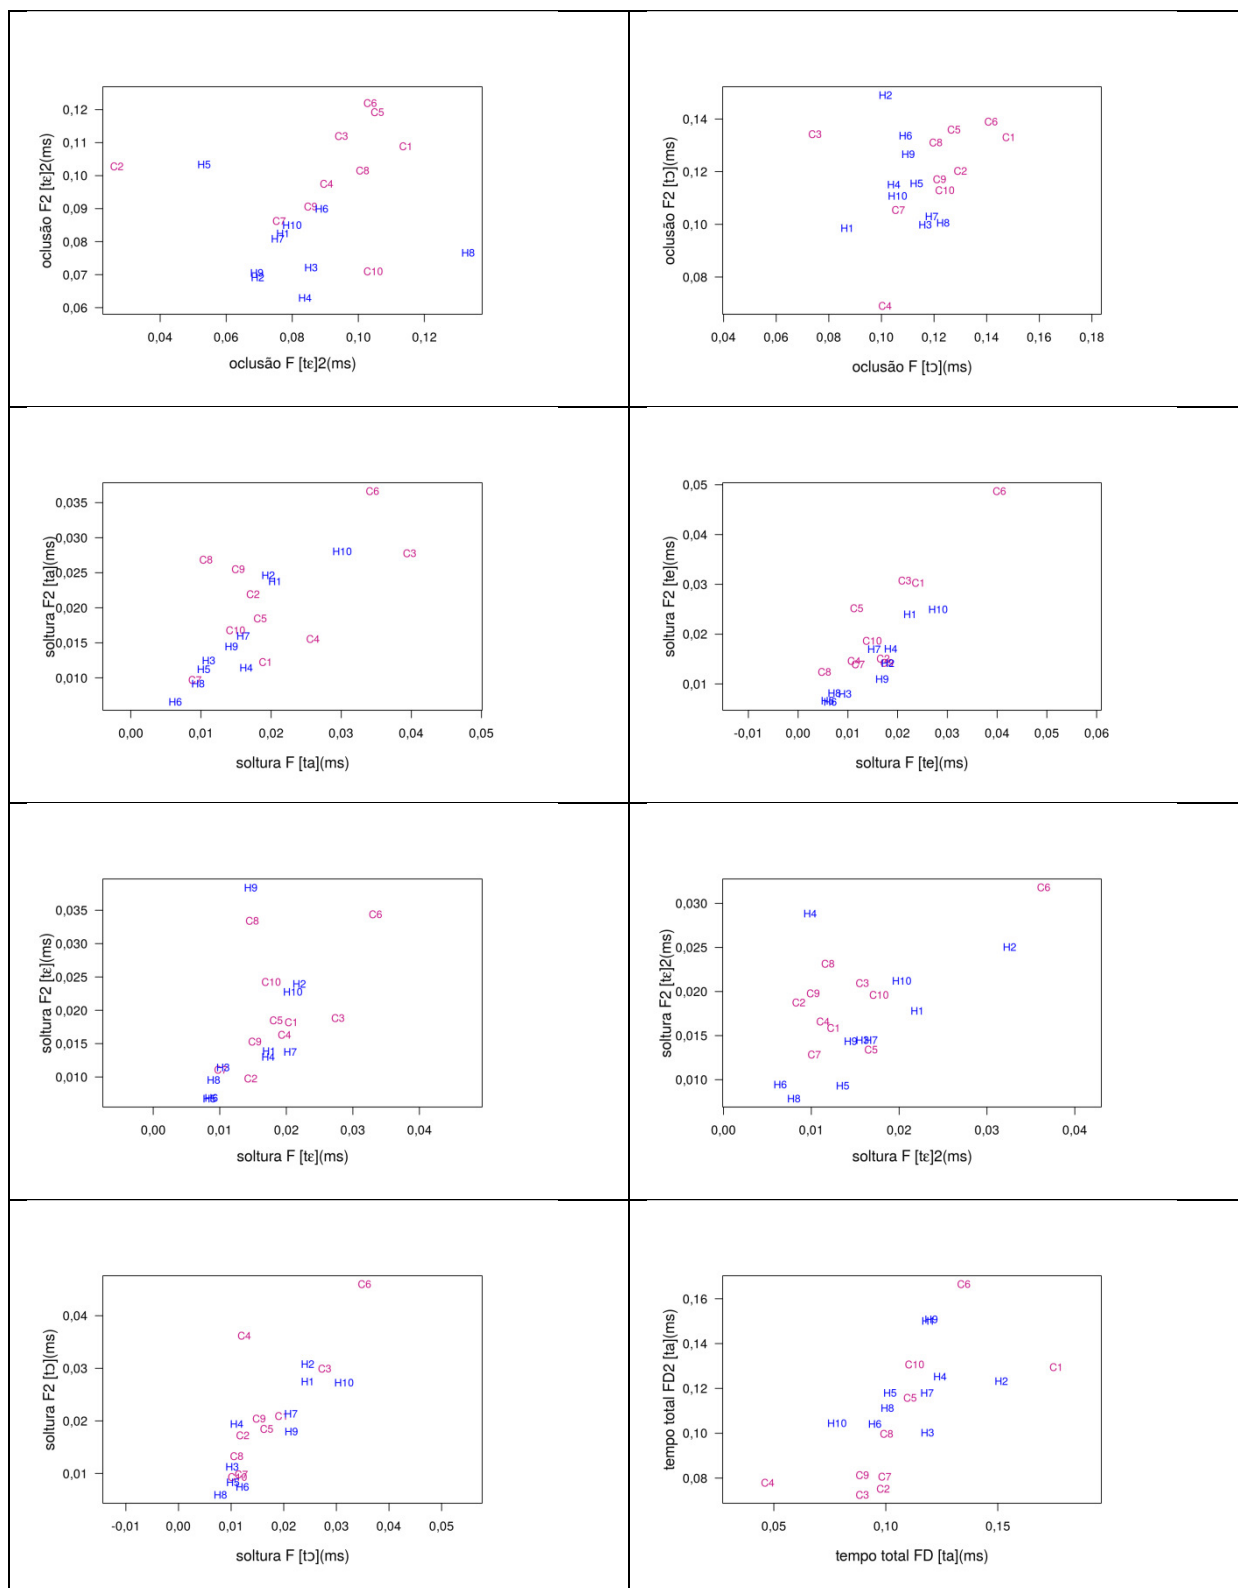 oclusão F2 [tɛ]2(ms)
0,12
0,11
0,10
0,09
0,08
0,07
0,06
C6
C5
C3
C1
C2
H5
C8
C4
C9
H6
C7
H10
H1
H7
H8
H9
H2
H3
C10
H4
0,04 0,06 0,08 0,10 0,12
oclusão F [tɛ]2(ms)
oclusão F2 [tɔ](ms)
0,14
0,12
0,10
0,08
H2
C6
C3
H6
C5
C1
C8
H9
C2
C9
H4
H5
C10
H10
C7
H7
H1
H3
H8
C4
0,04 0,06 0,08 0,10 0,12 0,14 0,16 0,18
oclusão F [tɔ](ms)
soltura F2 [ta](ms)
0,035
0,030
0,025
0,020
0,015
0,010
C6
H10
C3
C8
C9
H2
H1
C2
C5
C10
H7
C4
H9
H3
C1
H5
H4
C7
H8
H6
0,00 0,01 0,02 0,03 0,04 0,05
soltura F [ta](ms)
soltura F2 [te](ms)
0,05
0,04
0,03
0,02
0,01
C6
C3
C1
C5
H1
H10
C10
H7
H4
C4
C7
C2
H2
C8
H9
H8
H3
H6
-0,01 0,00 0,01 0,02 0,03 0,04 0,05 0,06
soltura F [te](ms)
soltura F2 [tɛ](ms)
0,035
0,030
0,025
0,020
0,015
0,010
H9
C8
C6
C10
H2
H10
C5
C1
C3
C4
C9
H1
H4
H7
H3
C7
H8
C2
H5
H6
0,00 0,01 0,02 0,03 0,04
soltura F [tɛ](ms)
soltura F2 [tɛ]2(ms)
0,030
0,025
0,020
0,015
0,010
C6
H4
H2
C8
C3
H10
C9
C10
C2
H1
C4
C1
H9
H3
H7
C5
C7
H6
H5
H8
0,00 0,01 0,02 0,03 0,04
soltura F [tɛ]2(ms)
soltura F2 [tɔ](ms)
0,04
0,03
0,02
0,01
C6
C4
H2
C3
H1
H10
C9
C1
H7
H4
C5
H9
C2
C8
H3
C7
C10
H5
H6
H8
-0,01 0,00 0,01 0,02 0,03 0,04 0,05
soltura F [tɔ](ms)
tempo total FD2 [ta](ms)
0,16
0,14
0,12
0,10
0,08
C6
H1
H9
C10
C1
H4
H2
H5
C5
H7
H11
H10
H6
C8
H3
C9
C7
C4
C2
C3
0,05 0,10 0,15
tempo total FD [ta](ms)